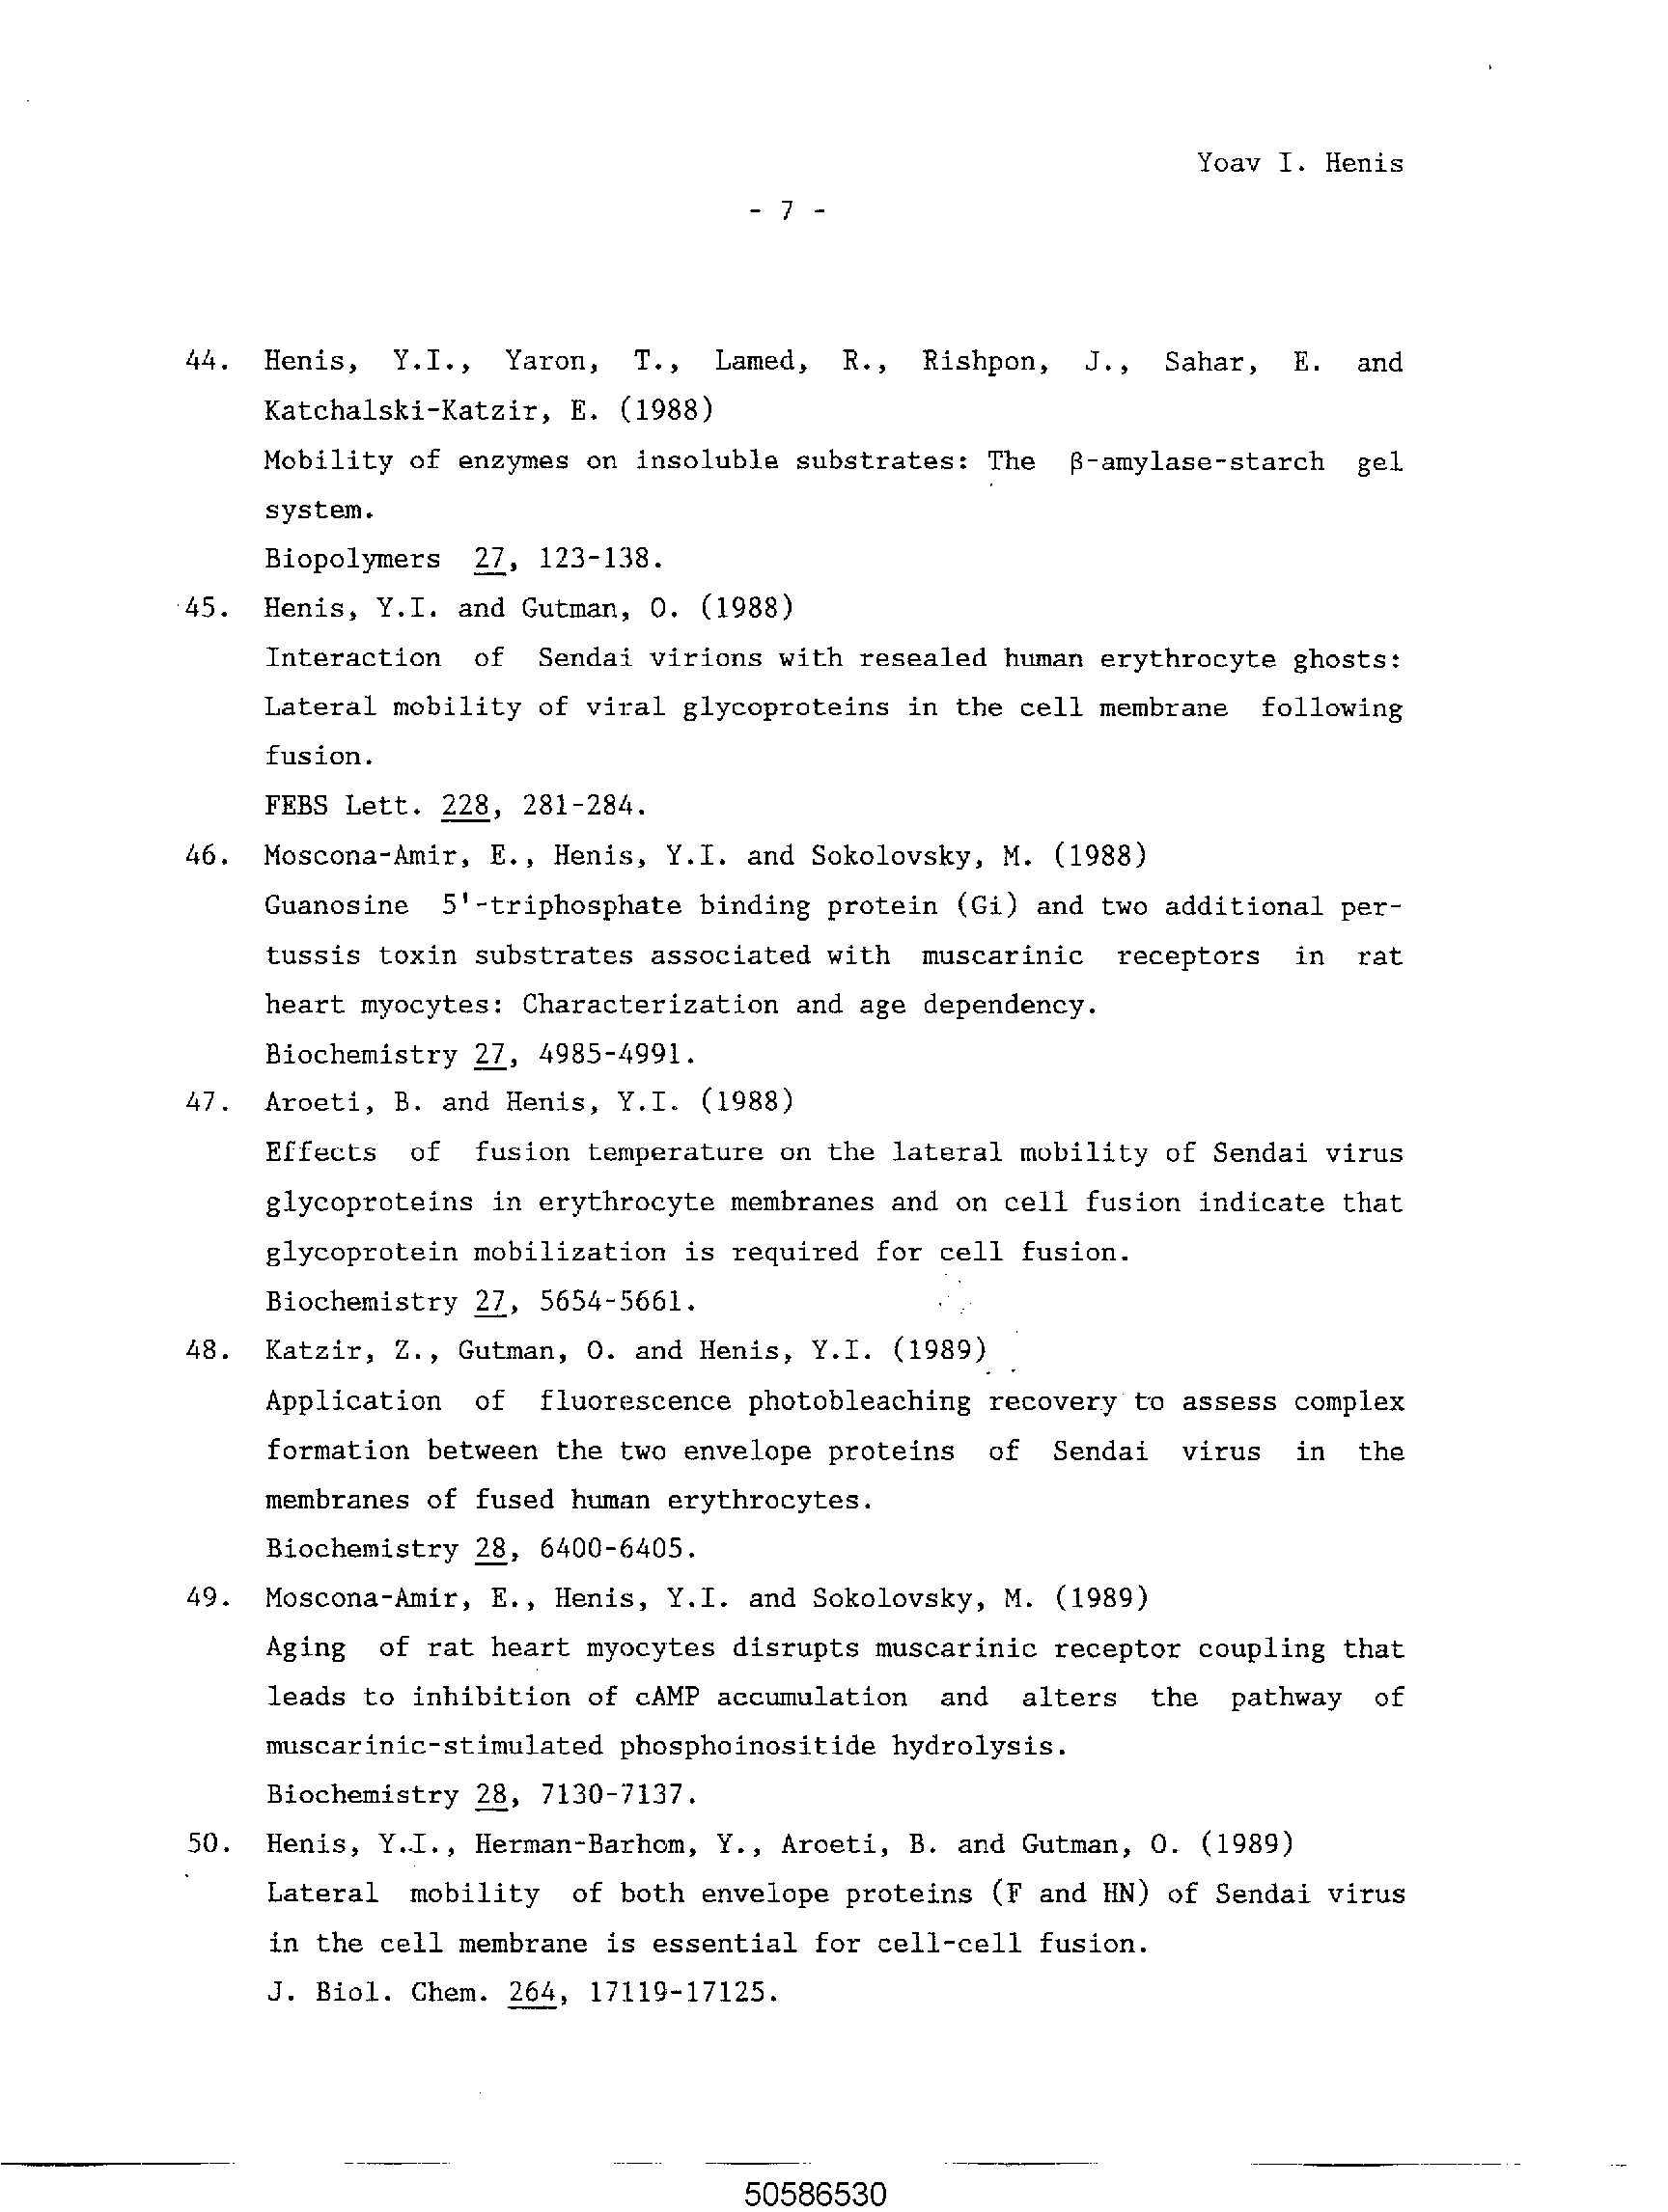 Yoav I. Henis
- 7 -
44. Henis, Y.I., Yaron, T., Lamed, R., Rishpon, J., Sahar, E. and
Katchalski-Katzir, E. (1988)
Mobility of enzymes on insoluble substrates: The β-amylase-starch gel
system.
Biopolymers 27, 123-138.
45. Henis, Y.I. and Gutman, O. (1988)
Interaction of Sendai virions with resealed human erythrocyte ghosts:
Lateral mobility of viral glycoproteins in the cell membrane following
fusion.
FEBS Lett. 228, 281-284.
46. Moscona-Amir, E., Henis, Y.I. and Sokolovsky, M. (1988)
Guanosine 5'-triphosphate binding protein (Gi) and two additional per-
tussis toxin substrates associated with muscarinic receptors in rat
heart myocytes: Characterization and age dependency.
Biochemistry 27, 4985-4991.
47. Aroeti, B. and Henis, Y.I. (1988)
Effects of fusion temperature on the lateral mobility of Sendai virus
glycoproteins in erythrocyte membranes and on cell fusion indicate that
glycoprotein mobilization is required for cell fusion.
Biochemistry 27, 5654-5661.
48. Katzir, Z., Gutman, O. and Henis, Y.I. (1989)
Application of fluorescence photobleaching recovery to assess complex
formation between the two envelope proteins of Sendai virus in the
membranes of fused human erythrocytes.
Biochemistry 28, 6400-6405.
49. Moscona-Amir, E., Henis, Y.I. and Sokolovsky, M. (1989)
Aging of rat heart myocytes disrupts muscarinic receptor coupling that
leads to inhibition of cAMP accumulation and alters the pathway of
muscarinic-stimulated phosphoinositide hydrolysis.
Biochemistry 28, 7130-7137.
50. Henis, Y.I., Herman-Barhom, Y., Aroeti, B. and Gutman, O. (1989)
Lateral mobility of both envelope proteins (F and HN) of Sendai virus
in the cell membrane is essential for cell-cell fusion.
J. Biol. Chem. 264, 17119-17125.
50586530